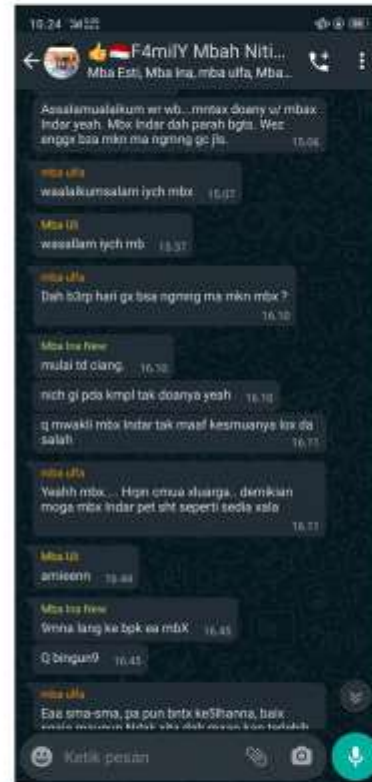 10.24
F4milY Mbah Niti...
Mba Esti, Mba Ina, mba ulfa, Mba...
Assalamualaikum wr wb...mntax doany u/ mbax
Indar yeah. Mbx Indar dah parah bgts. Wez
enggx bsa mkn ma ngmng gc jls.
15.06
mba ulfa
waalaikumsalam iych mbx 15.07
Mba Uli
wasallam iych mb 15.37
mba ulfa
Dah b3rp hari gx bsa ngmng ma mkn mbx ?
16.10
Mba Ina New
mulai td ciang. 16.10
nich gi pda kmpl tak doanya yeah 16.10
q mwakli mbx Indar tak maaf kesmuanya lox da
salah 16.11
mba ulfa
Yeahh mbx.... Hrpn cmua xluarga.. demikian
moga mbx Indar pet sht seperti sedia xala
16.11
Mba Uli
amieenn 16.44
Mba Ina New
9mna lang ke bpk ea mbX 16.45
Q bingun9 16.45
mba ulfa
Eaa sma-sma, pa pun bntx keSlhanna, baix
Ketik pesan